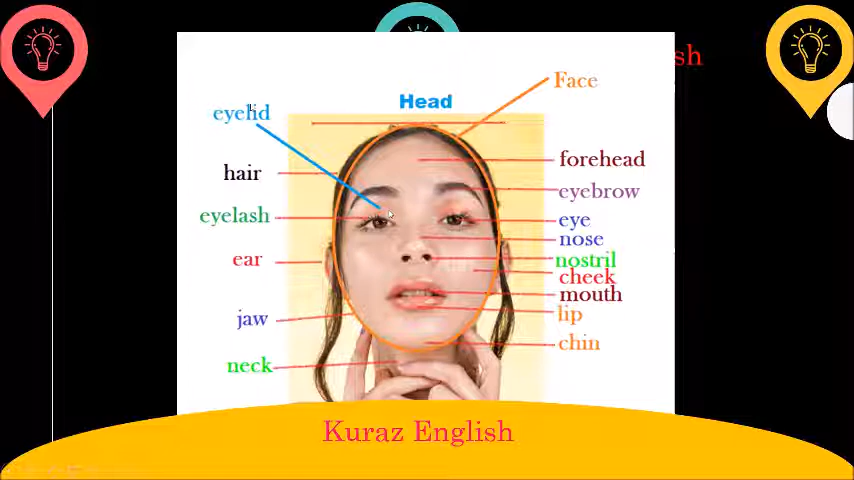 sh
Face
Head
eyelid
forehead
hair
eyebrow
eyelash
eye
nose
ear
nostril
cheek
mouth
lip
jaw
chin
neck
Kuraz English